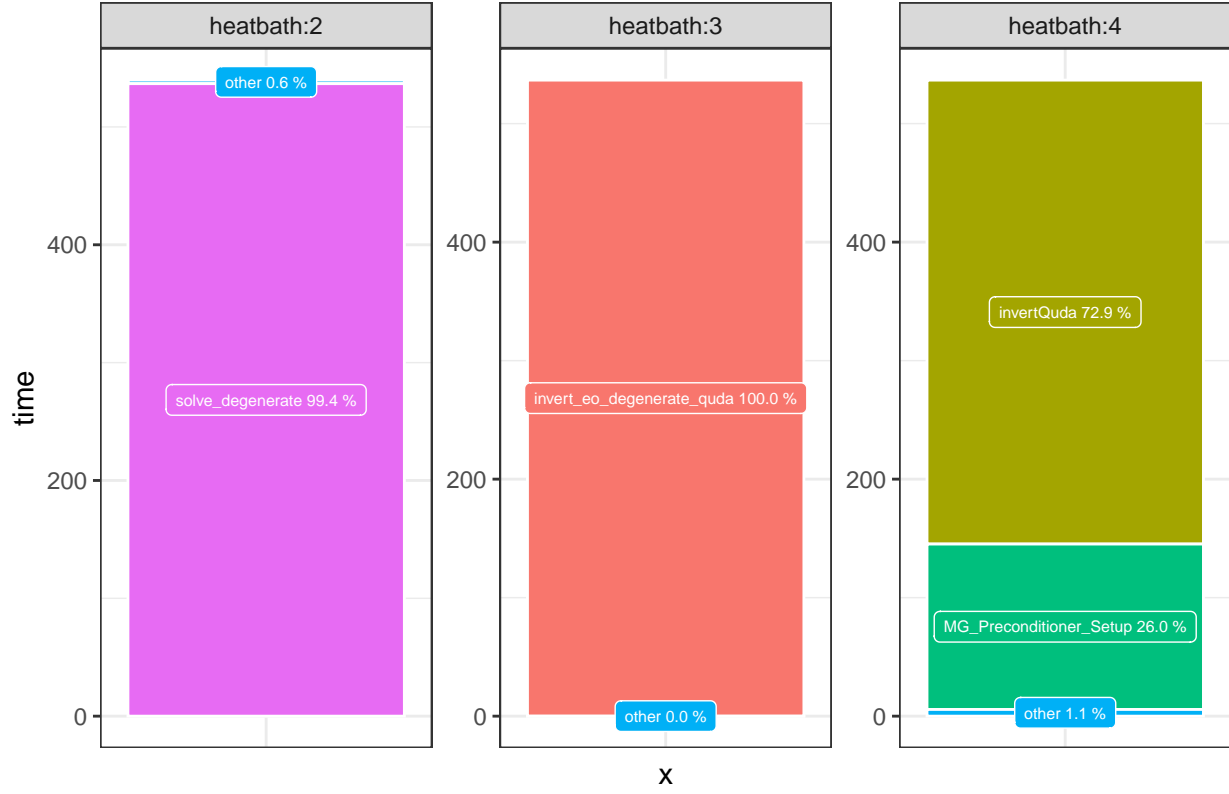 heatbath:2
heatbath:3
heatbath:4
time
400
200
0
other 0.6 %
solve_degenerate 99.4 %
400
200
0
invert_eo_degenerate_quda 100.0 %
other 0.0 %
400
200
0
invertQuda 72.9 %
MG_Preconditioner_Setup 26.0 %
other 1.1 %
x